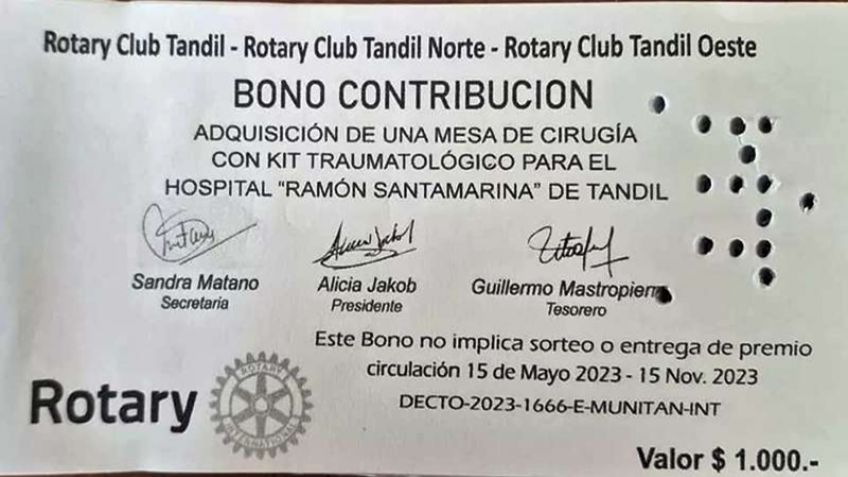 Rotary Club Tandil - Rotary Club Tandil Norte - Rotary Club Tandil Oeste
BONO CONTRIBUCION
ADQUISICIÓN DE UNA MESA DE CIRUGÍA
CON KIT TRAUMATOLÓGICO PARA EL
HOSPITAL "RAMÓN SANTAMARINA" DE TANDIL
Sandra Matano
Secretaria
Alicia Jakob
Presidente
Guillermo Mastropierro
Tesorero
Este Bono no implica sorteo o entrega de premio
circulación 15 de Mayo 2023 - 15 Nov. 2023
DECTO-2023-1666-E-MUNITAN-INT
Rotary
ROTARY
INTERNATIONAL
Valor $ 1.000.-